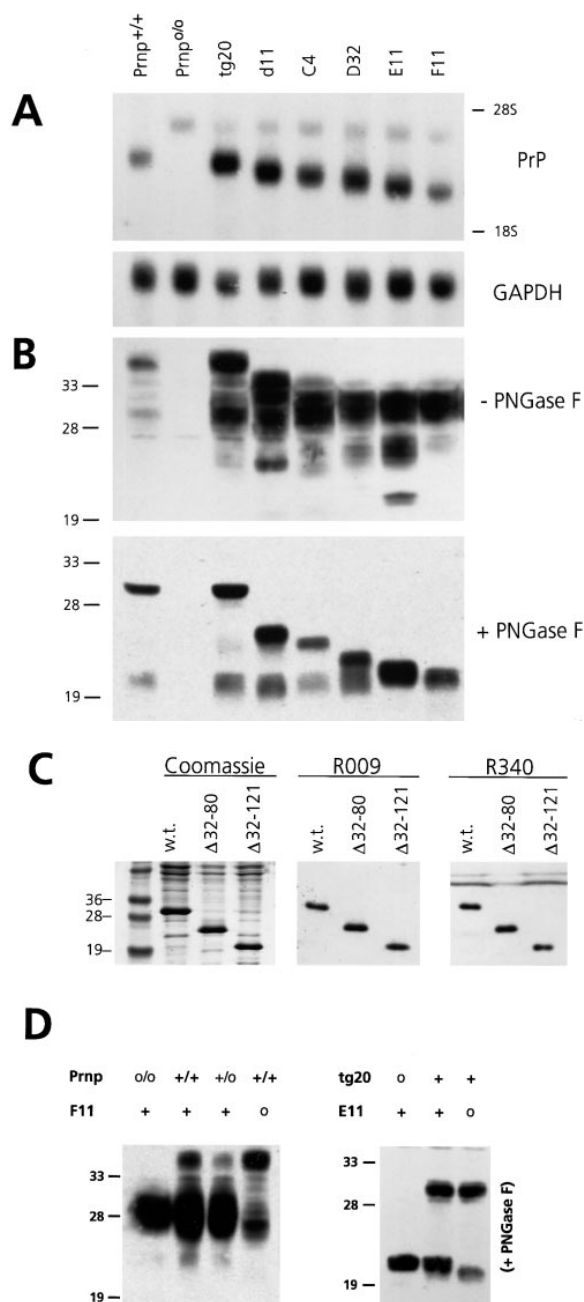 Prnp+/+ Prnpo/o tg20 d11 C4 D32 E11 F11
A
28S
PrP
18S
GAPDH
B
33
28
19
- PNGase F
33
28
19
+ PNGase F
C
Coomassie R009 R340
w.t. Δ32-80 Δ32-121 w.t. Δ32-80 Δ32-121 w.t. Δ32-80 Δ32-121
36
28
19
D
Prnp o/o +/+ +/o +/+
F11 + + + o
33
28
19
tg20 o + +
E11 + + o
33
28
19
(+ PNGase F)